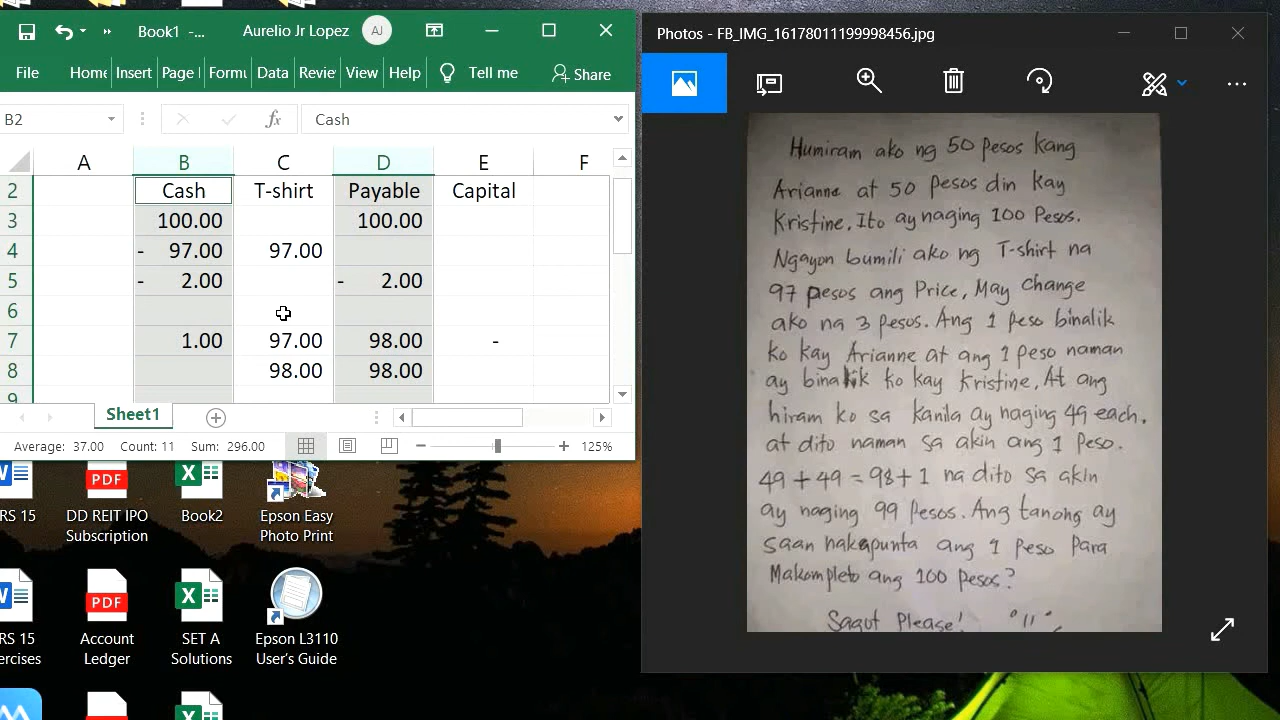 Book1 -...
Aurelio Jr Lopez
AJ
File
Home
Insert
Page
Formu
Data
Revie
View
Help
Tell me
Share
B2
fx
Cash
A B C D E F
2 Cash T-shirt Payable Capital
3 100.00 100.00
4 - 97.00 97.00
5 - 2.00 - 2.00
6
7 1.00 97.00 98.00 -
8 98.00 98.00
9
Sheet1
Average: 37.00 Count: 11 Sum: 296.00 125%
RS 15
PDF
DD REIT IPO
Subscription
Book2
Epson Easy
Photo Print
RS 15
ercises
PDF
Account
Ledger
SET A
Solutions
Epson L3110
User's Guide
PDF
Photos - FB_IMG_16178011199998456.jpg
Humiram ako ng 50 Pesos kang
Arianne at 50 Pesos din kay
Kristine. Ito ay naging 100 Pesos.
Ngayon bumili ako ng T-shirt na
97 pesos ang Price, May change
ako na 3 pesos. Ang 1 peso binalik
ko kay Arianne at ang 1 Peso naman
ay binalik ko kay Kristine, At ang
hiram ko sa kanila ay naging 49 each.
at dito naman sa akin ang 1 Peso.
49 + 49 = 98 + 1 na dito sa akin
ay naging 99 Pesos. Ang tanong ay
saan nakapunta ang 1 Peso Para
Makompleto ang 100 pesos?
Sagut Please!